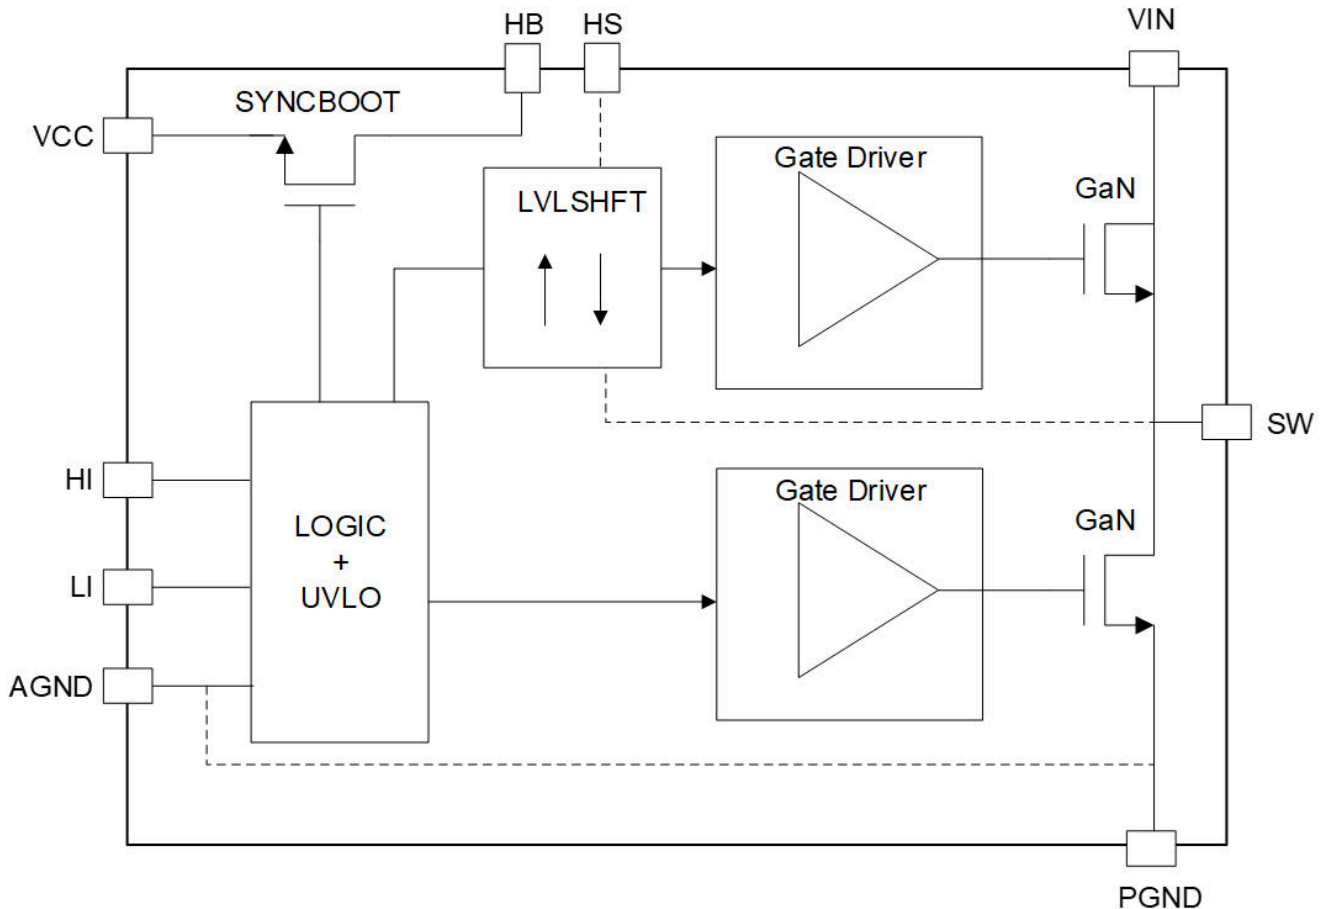 HB
HS
VIN
SYNCBOOT
VCC
Gate Driver
GaN
LVLSHFT
SW
HI
Gate Driver
GaN
LOGIC
+
UVLO
LI
AGND
PGND